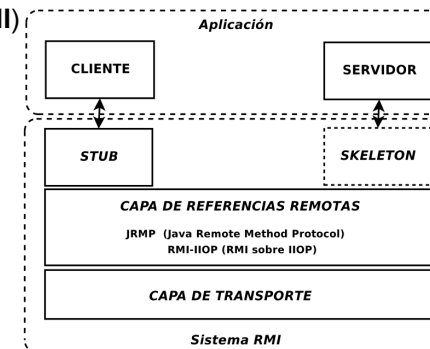 II)
Aplicación
CLIENTE
SERVIDOR
STUB
SKELETON
CAPA DE REFERENCIAS REMOTAS
JRMP (Java Remote Method Protocol)
RMI-IIOP (RMI sobre IIOP)
CAPA DE TRANSPORTE
Sistema RMI